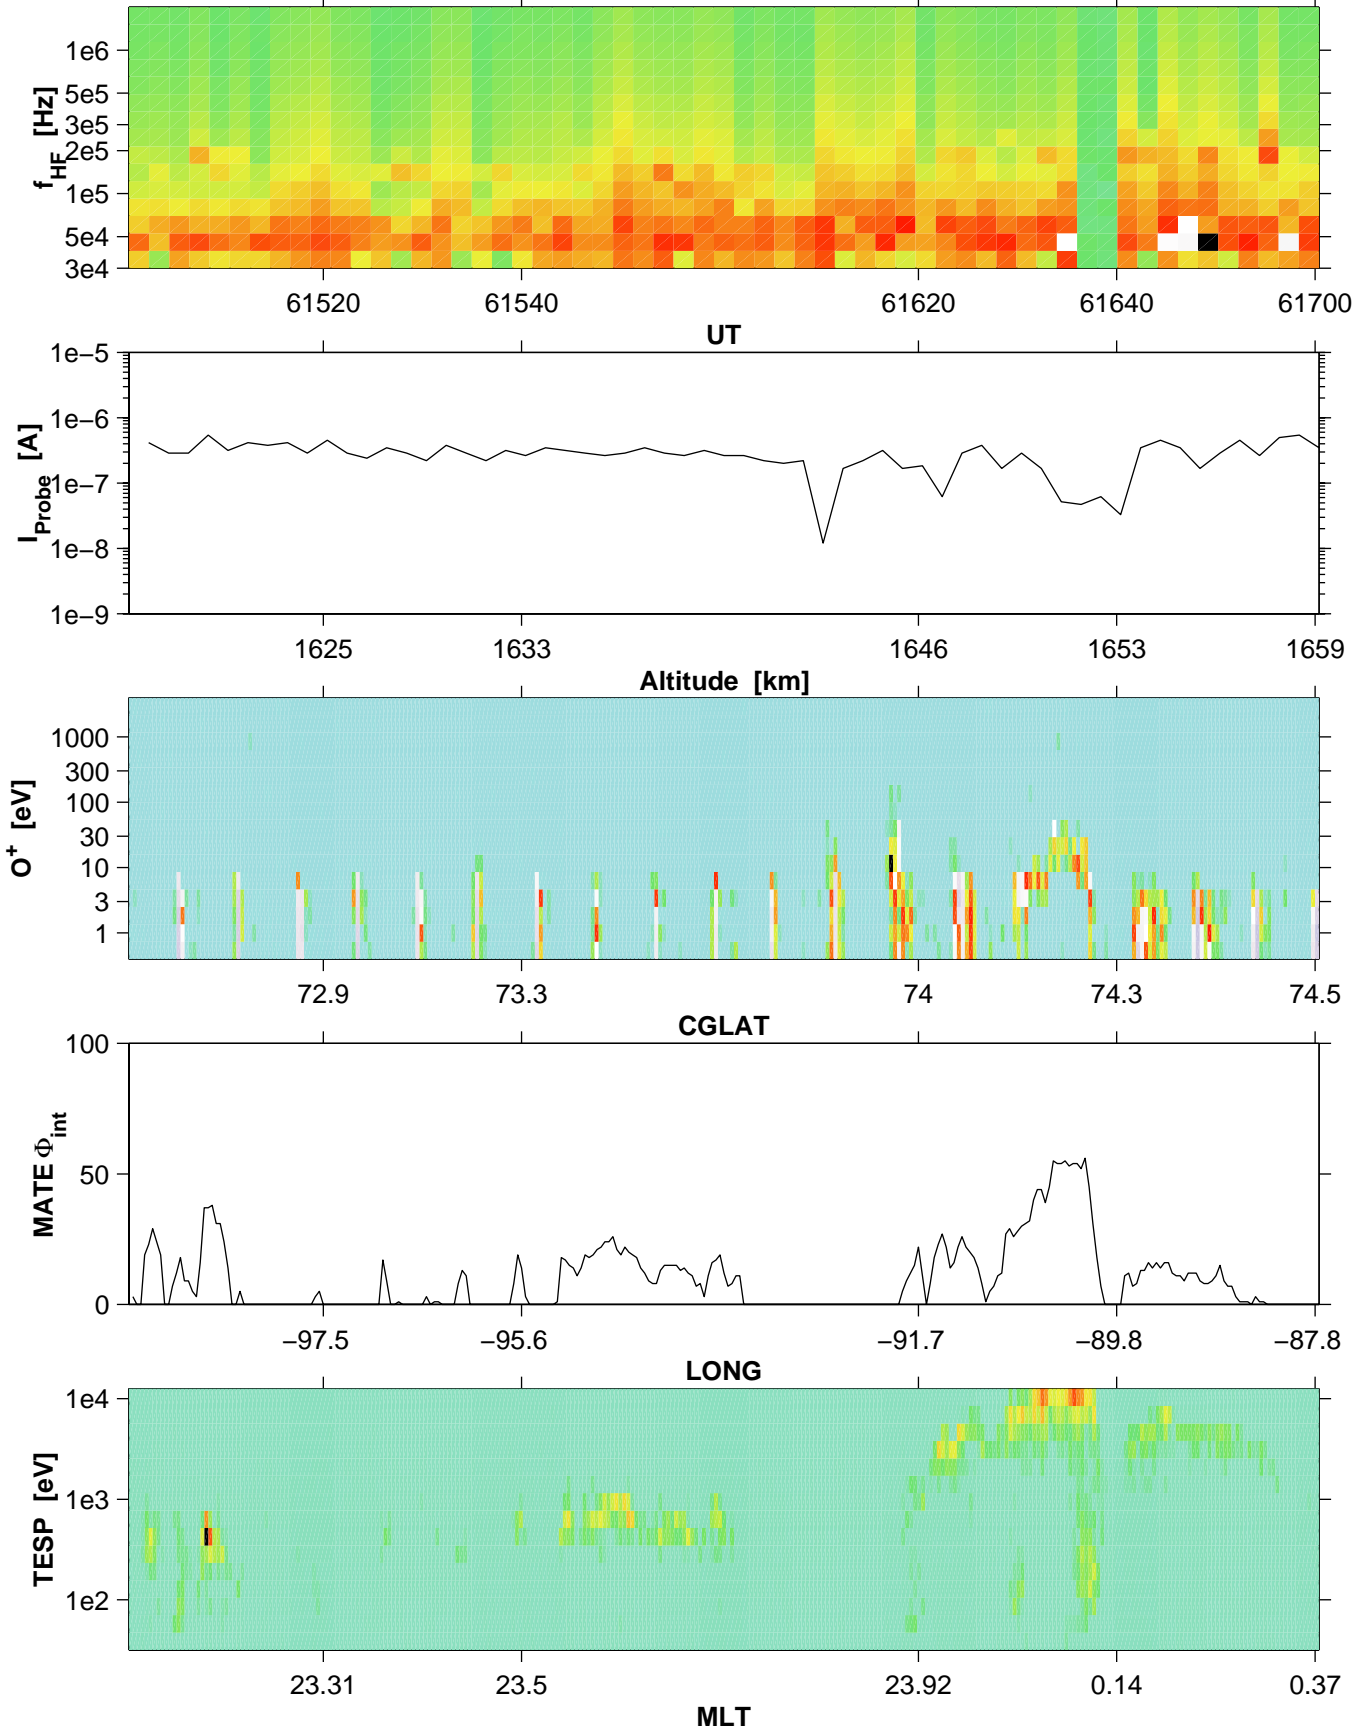 f_HF [Hz]
1e6
5e5
3e5
2e5
1e5
5e4
3e4
61520 61540 61620 61640 61700
UT
I_Probe [A]
1e−5
1e−6
1e−7
1e−8
1e−9
1625 1633 1646 1653 1659
Altitude [km]
O⁺ [eV]
1000
300
100
30
10
3
1
72.9 73.3 74 74.3 74.5
CGLAT
MATE Φ_int
100
50
0
−97.5 −95.6 −91.7 −89.8 −87.8
LONG
TESP [eV]
1e4
1e3
1e2
23.31 23.5 23.92 0.14 0.37
MLT